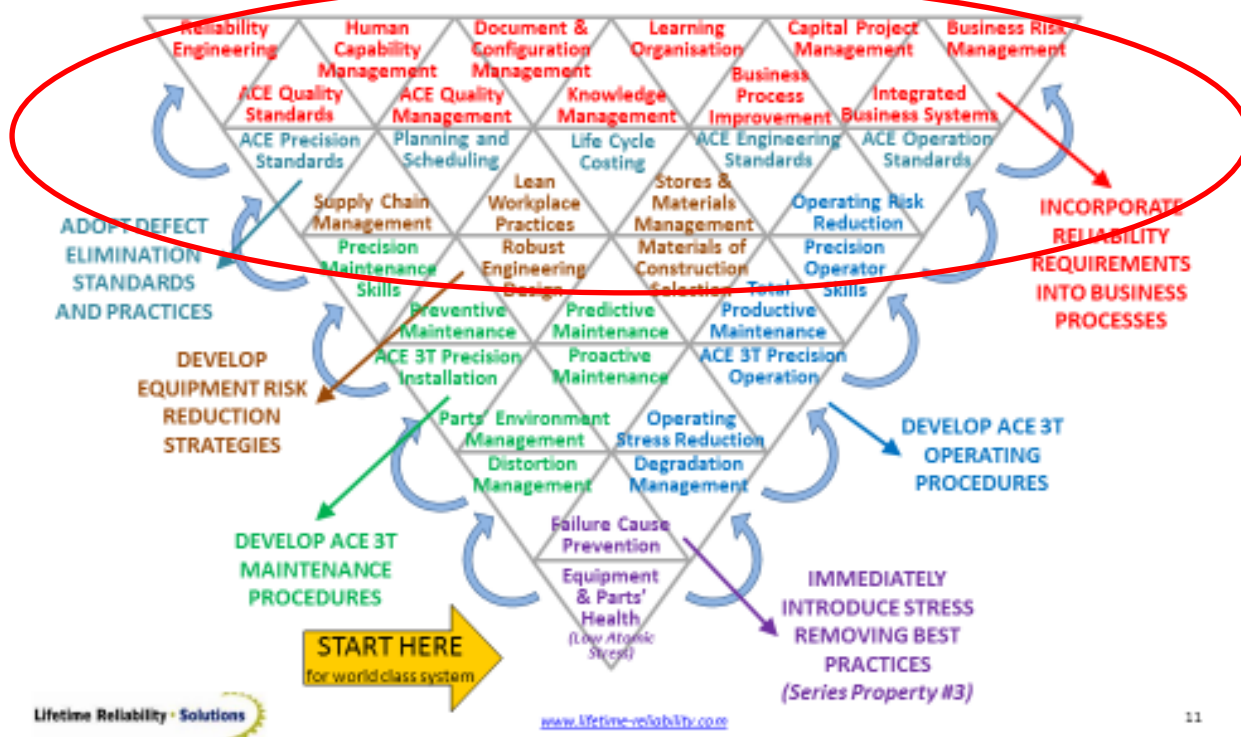 Reliability
Engineering
Human
Capability
Management
Document &
Configuration
Management
Learning
Organisation
Capital Project
Management
Business Risk
Management
ACE Quality
Standards
ACE Quality
Management
Knowledge
Management
Business
Process
Improvement
Integrated
Business Systems
ACE Precision
Standards
Planning and
Scheduling
Life Cycle
Costing
ACE Engineering
Standards
ACE Operation
Standards
Supply Chain
Management
Lean
Workplace
Practices
Stores &
Materials
Management
Operating Risk
Reduction
Precision
Maintenance
Skills
Robust
Engineering
Design
Materials of
Construction
Selection
Precision
Operator
Skills
Preventive
Maintenance
Predictive
Maintenance
Total
Productive
Maintenance
ACE 3T Precision
Installation
Proactive
Maintenance
ACE 3T Precision
Operation
Parts' Environment
Management
Operating
Stress Reduction
Distortion
Management
Degradation
Management
Failure Cause
Prevention
Equipment
& Parts'
Health
(Low Atomic
Stress)
ADOPT DEFECT
ELIMINATION
STANDARDS
AND PRACTICES
INCORPORATE
RELIABILITY
REQUIREMENTS
INTO BUSINESS
PROCESSES
DEVELOP
EQUIPMENT RISK
REDUCTION
STRATEGIES
DEVELOP ACE 3T
OPERATING
PROCEDURES
DEVELOP ACE 3T
MAINTENANCE
PROCEDURES
IMMEDIATELY
INTRODUCE STRESS
REMOVING BEST
PRACTICES
(Series Property #3)
START HERE
for world class system
Lifetime Reliability • Solutions
www.lifetime-reliability.com
11